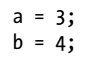 a = 3;
b = 4;